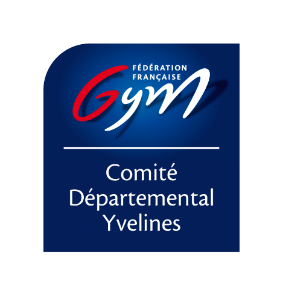 FÉDÉRATION
FRANÇAISE
Gym
Comité
Départemental
Yvelines